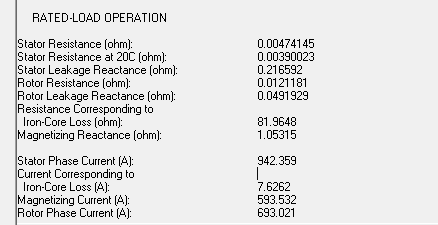 RATED-LOAD OPERATION
Stator Resistance (ohm): 0.00474145
Stator Resistance at 20C (ohm): 0.00390023
Stator Leakage Reactance (ohm): 0.216592
Rotor Resistance (ohm): 0.0121181
Rotor Leakage Reactance (ohm): 0.0491929
Resistance Corresponding to
Iron-Core Loss (ohm): 81.9648
Magnetizing Reactance (ohm): 1.05315
Stator Phase Current (A): 942.359
Current Corresponding to
Iron-Core Loss (A): 7.6262
Magnetizing Current (A): 593.532
Rotor Phase Current (A): 693.021